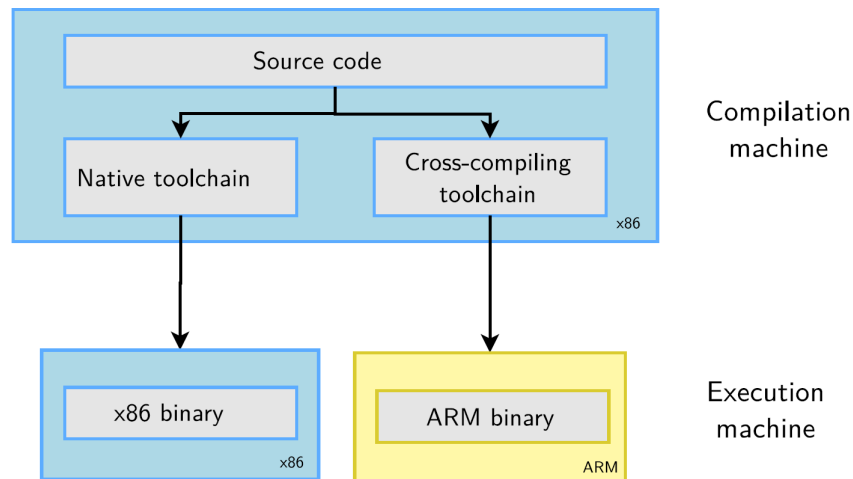 Source code
Compilation
machine
Native toolchain
Cross-compiling
toolchain
x86
x86 binary
x86
ARM binary
ARM
Execution
machine